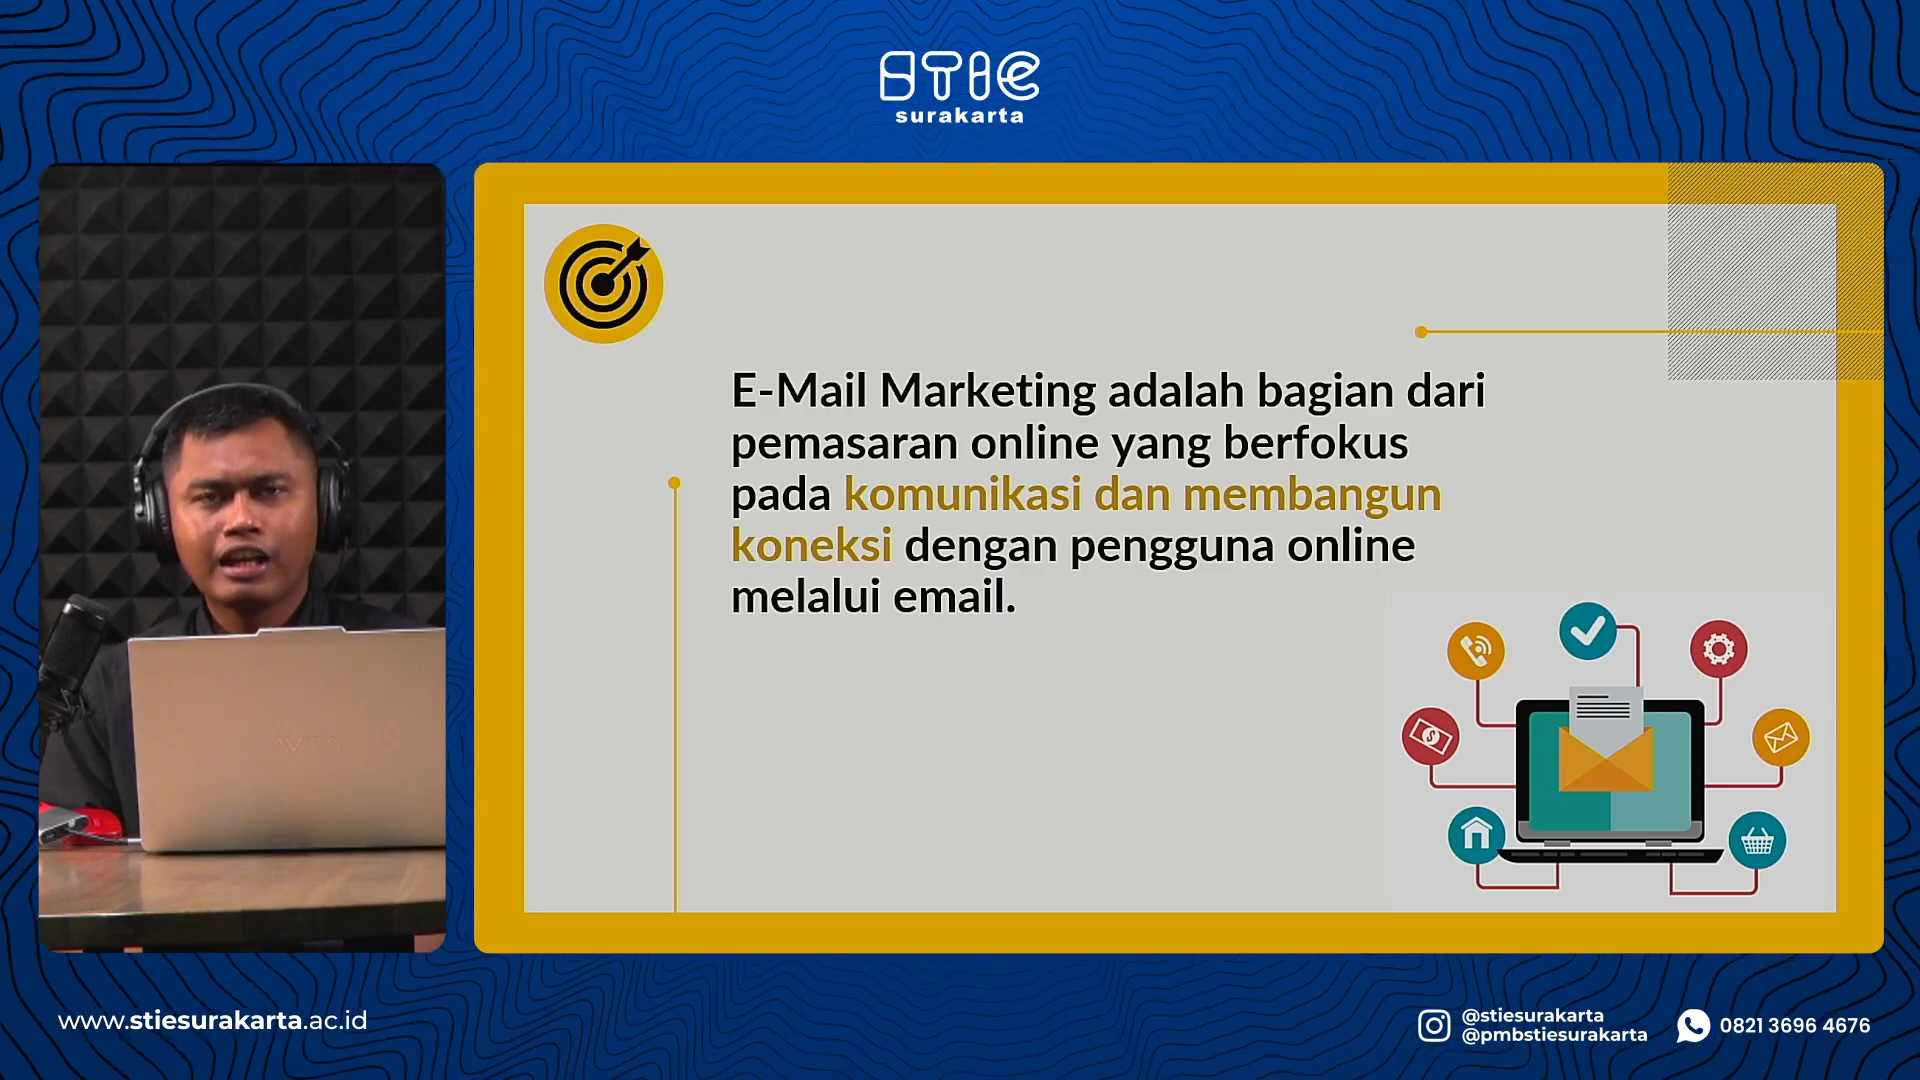 STIE
surakarta
E-Mail Marketing adalah bagian dari
pemasaran online yang berfokus
pada komunikasi dan membangun
koneksi dengan pengguna online
melalui email.
AVITA
www.stiesurakarta.ac.id
@stiesurakarta
@pmbstiesurakarta
0821 3696 4676